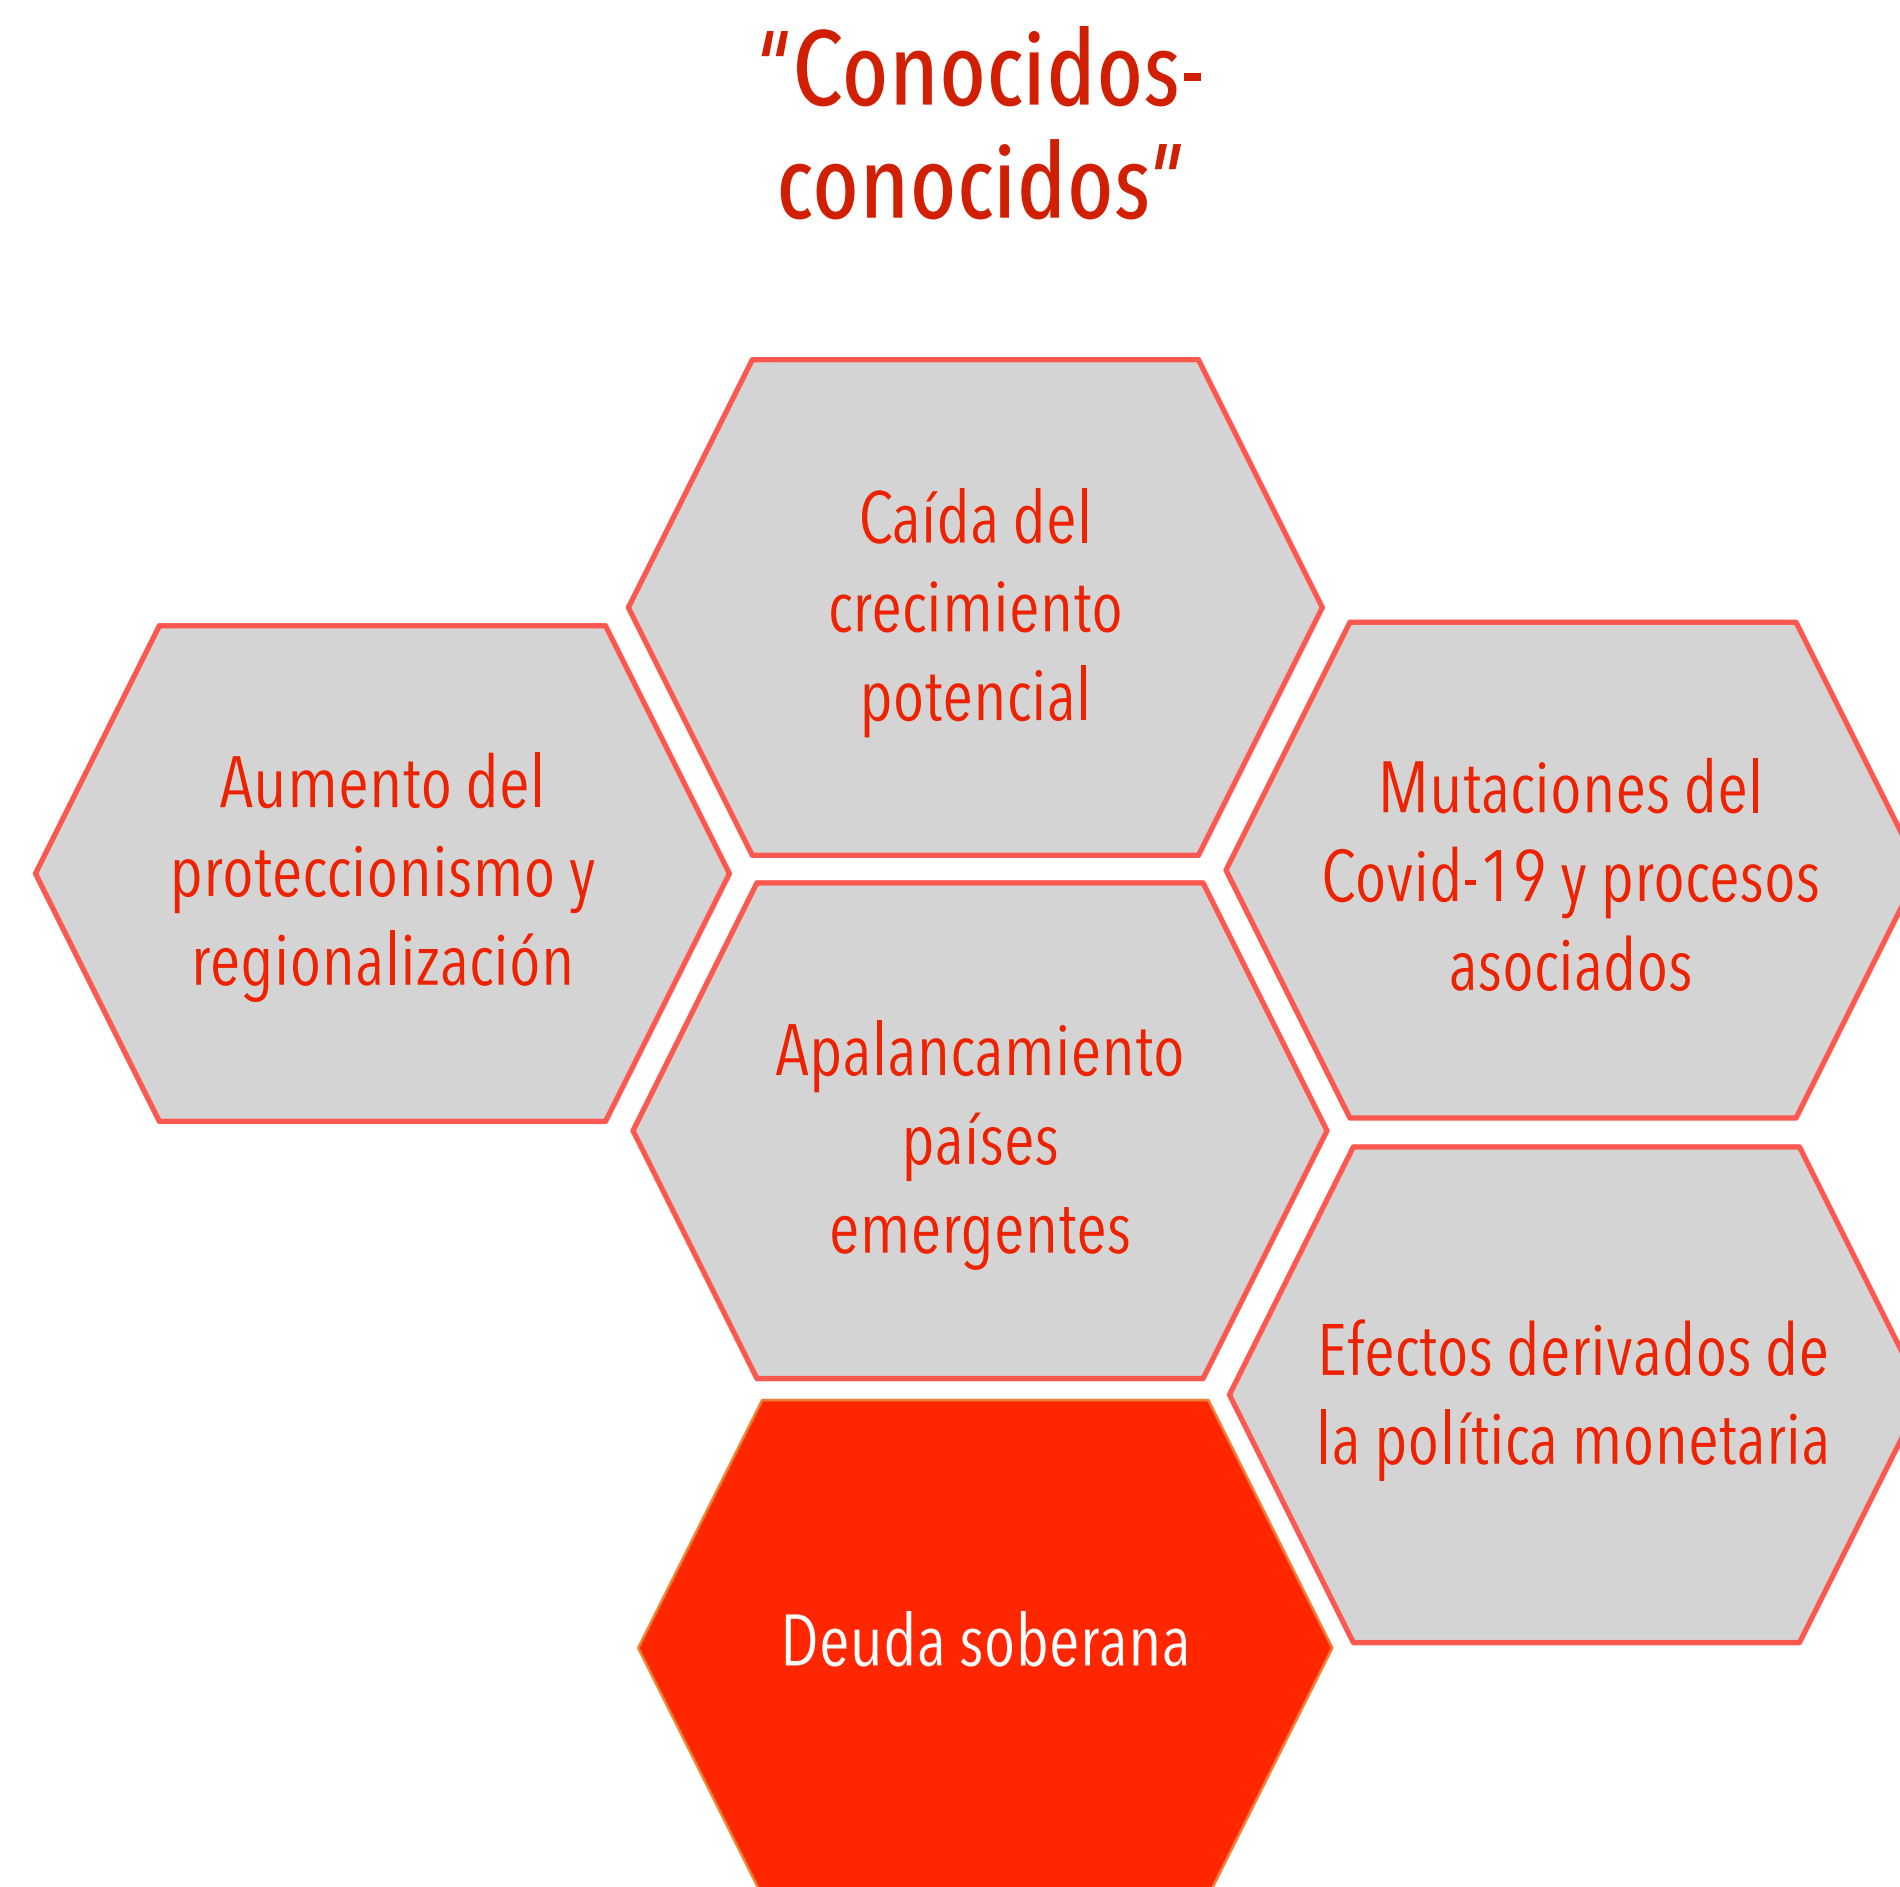 "Conocidos-
conocidos"
Caída del
crecimiento
potencial
Aumento del
proteccionismo y
regionalización
Mutaciones del
Covid-19 y procesos
asociados
Apalancamiento
países
emergentes
Efectos derivados de
la política monetaria
Deuda soberana